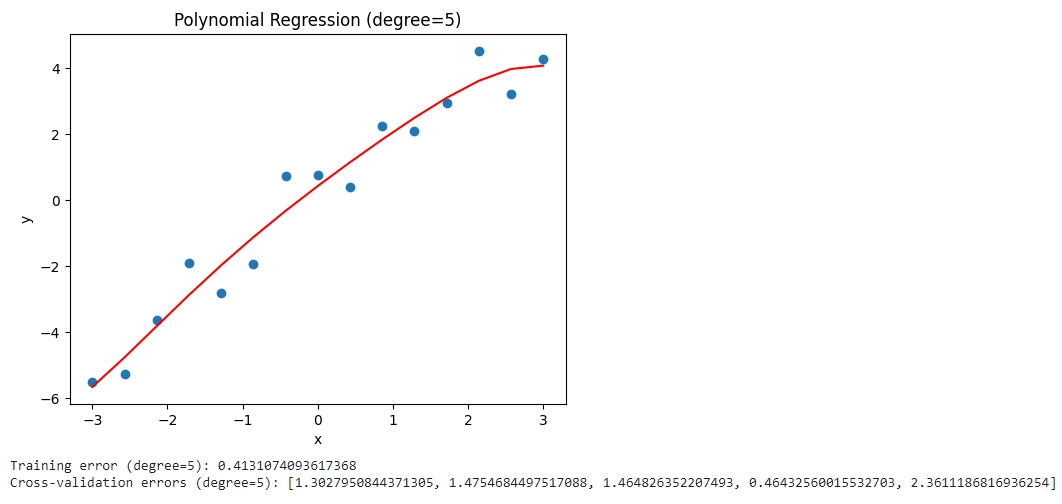 Polynomial Regression (degree=5)
4
2
0
−2
−4
−6
y
−3 −2 −1 0 1 2 3
x
Training error (degree=5): 0.4131074093617368
Cross-validation errors (degree=5): [1.3027950844371305, 1.4754684497517088, 1.464826352207493, 0.46432560015532703, 2.3611186816936254]